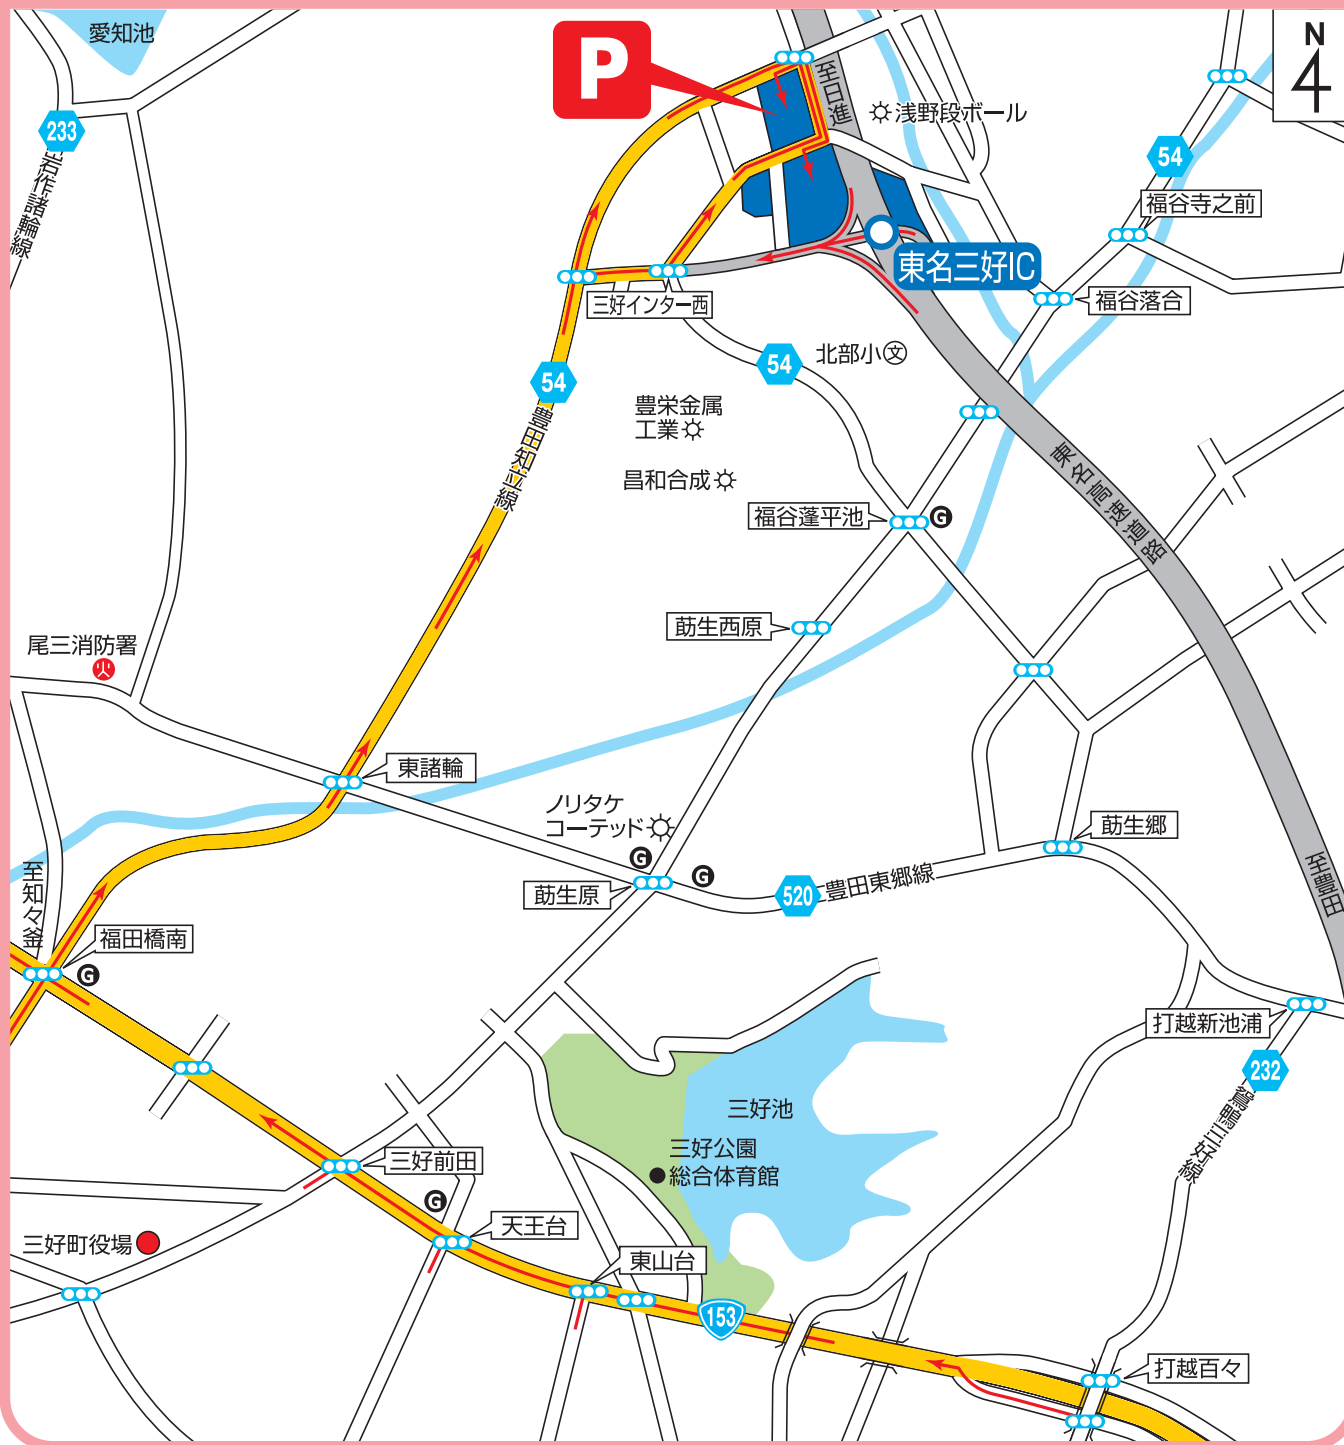 愛知池
P
N
至日進
浅野段ボール
233
岩作諸輪線
54
福谷寺之前
東名三好IC
三好インター西
福谷落合
54
54
北部小 文
豊田知立線
豊栄金属
工業
昌和合成
東名高速道路
福谷蓬平池
G
莇生西原
尾三消防署
東諸輪
ノリタケ
コーテッド
G
G
莇生原
520
豊田東郷線
莇生郷
至豊田
至知々釜
福田橋南
G
打越新池浦
232
鴛鴨三好線
三好池
三好公園
総合体育館
三好前田
G
天王台
三好町役場
東山台
153
打越百々